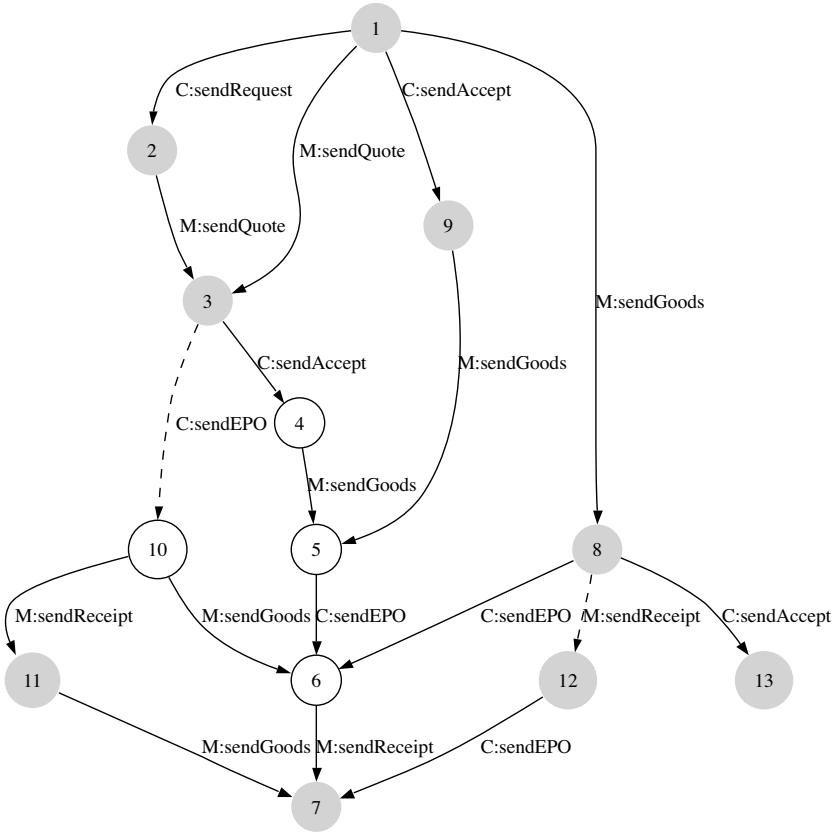 1
C:sendRequest
C:sendAccept
2
M:sendQuote
M:sendQuote
9
3
M:sendGoods
C:sendAccept
M:sendGoods
C:sendEPO
4
M:sendGoods
10
5
8
M:sendReceipt
M:sendGoods
C:sendEPO
C:sendEPO
M:sendReceipt
C:sendAccept
11
6
12
13
M:sendGoods
M:sendReceipt
C:sendEPO
7